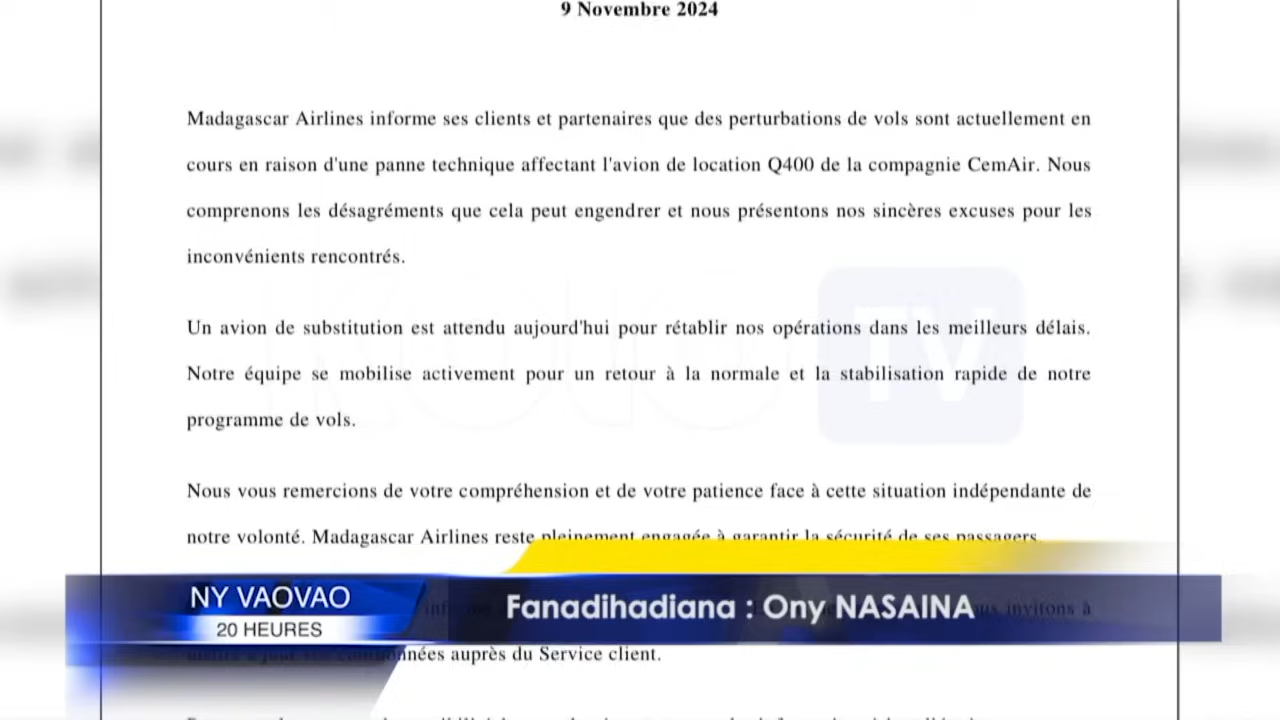 9 Novembre 2024
Madagascar Airlines informe ses clients et partenaires que des perturbations de vols sont actuellement en
cours en raison d'une panne technique affectant l'avion de location Q400 de la compagnie CemAir. Nous
comprenons les désagréments que cela peut engendrer et nous présentons nos sincères excuses pour les
inconvénients rencontrés.
kolo TV
Un avion de substitution est attendu aujourd'hui pour rétablir nos opérations dans les meilleurs délais.
Notre équipe se mobilise activement pour un retour à la normale et la stabilisation rapide de notre
programme de vols.
Nous vous remercions de votre compréhension et de votre patience face à cette situation indépendante de
notre volonté. Madagascar Airlines reste pleinement engagée à garantir la sécurité de ses passagers.
NY VAOVAO
20 HEURES
Fanadihadiana : Ony NASAINA
invitons à
auprès du Service client.